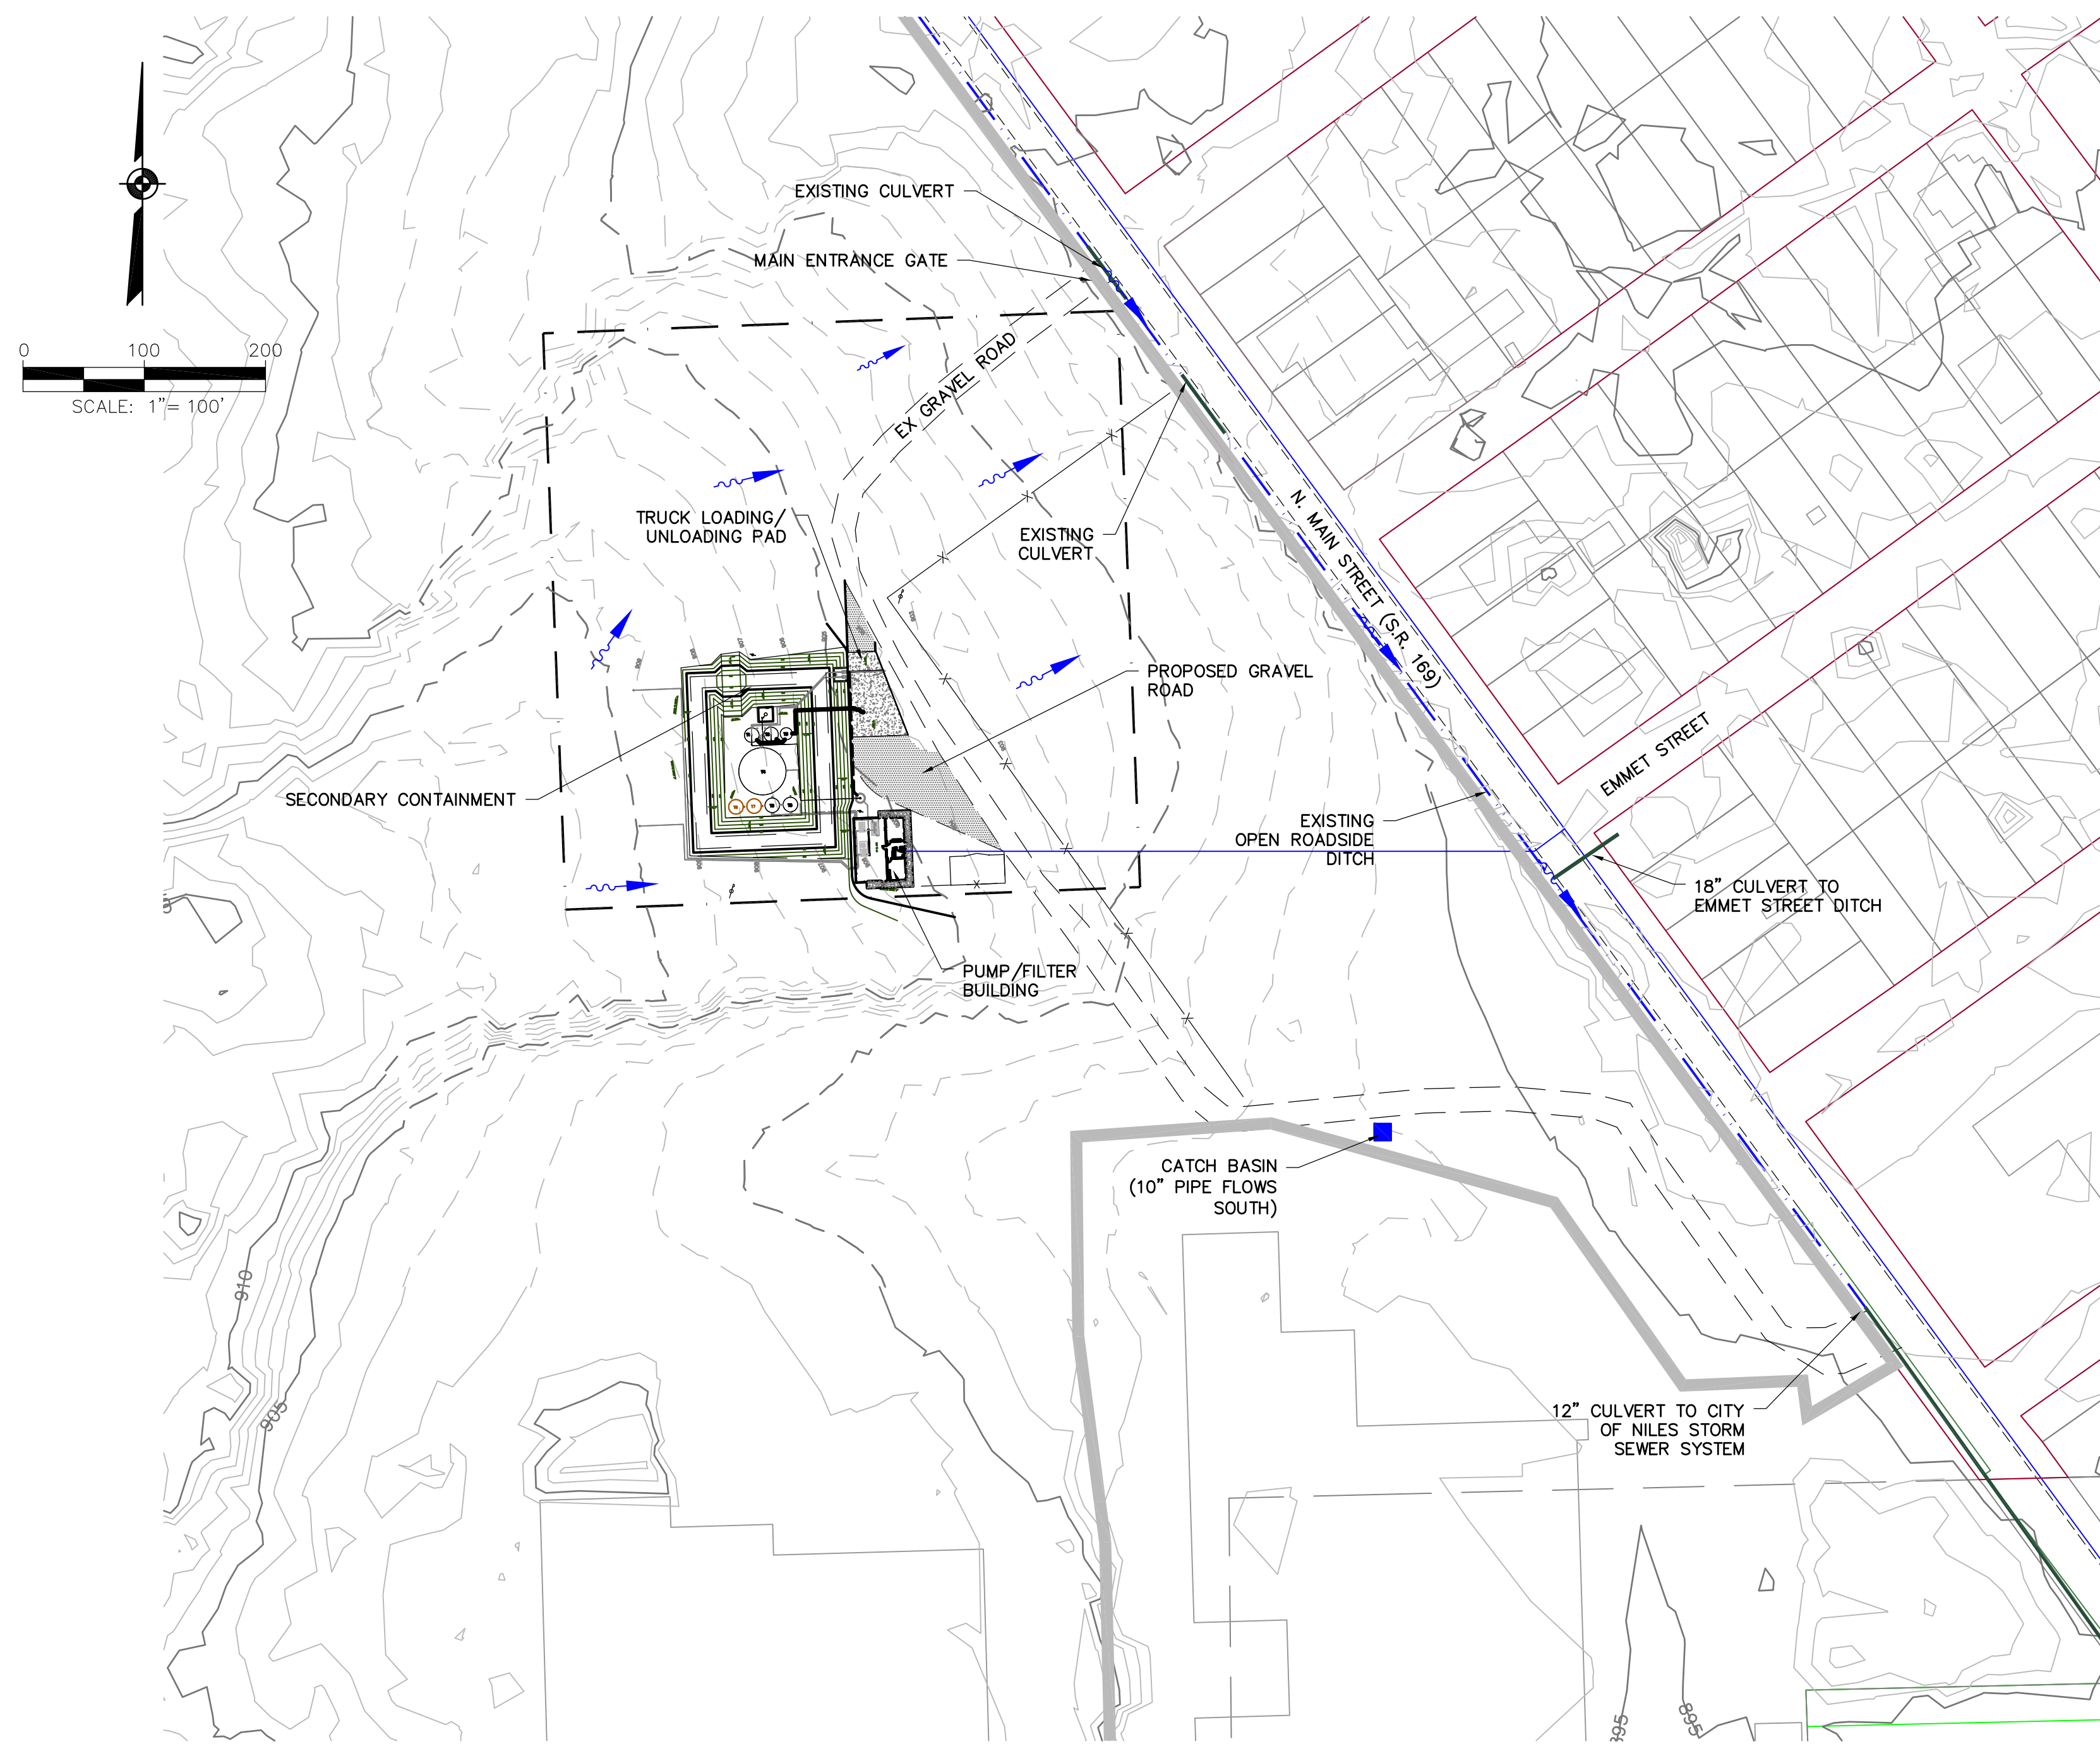 EXISTING CULVERT
MAIN ENTRANCE GATE
0 100 200
SCALE: 1"= 100'
EX GRAVEL ROAD
TRUCK LOADING/
UNLOADING PAD
EXISTING
CULVERT
N. MAIN STREET (S.R. 169)
PROPOSED GRAVEL
ROAD
EMMET STREET
SECONDARY CONTAINMENT
EXISTING
OPEN ROADSIDE
DITCH
18" CULVERT TO
EMMET STREET DITCH
PUMP/FILTER
BUILDING
CATCH BASIN
(10" PIPE FLOWS
SOUTH)
910
905
12" CULVERT TO CITY
OF NILES STORM
SEWER SYSTEM
895
895